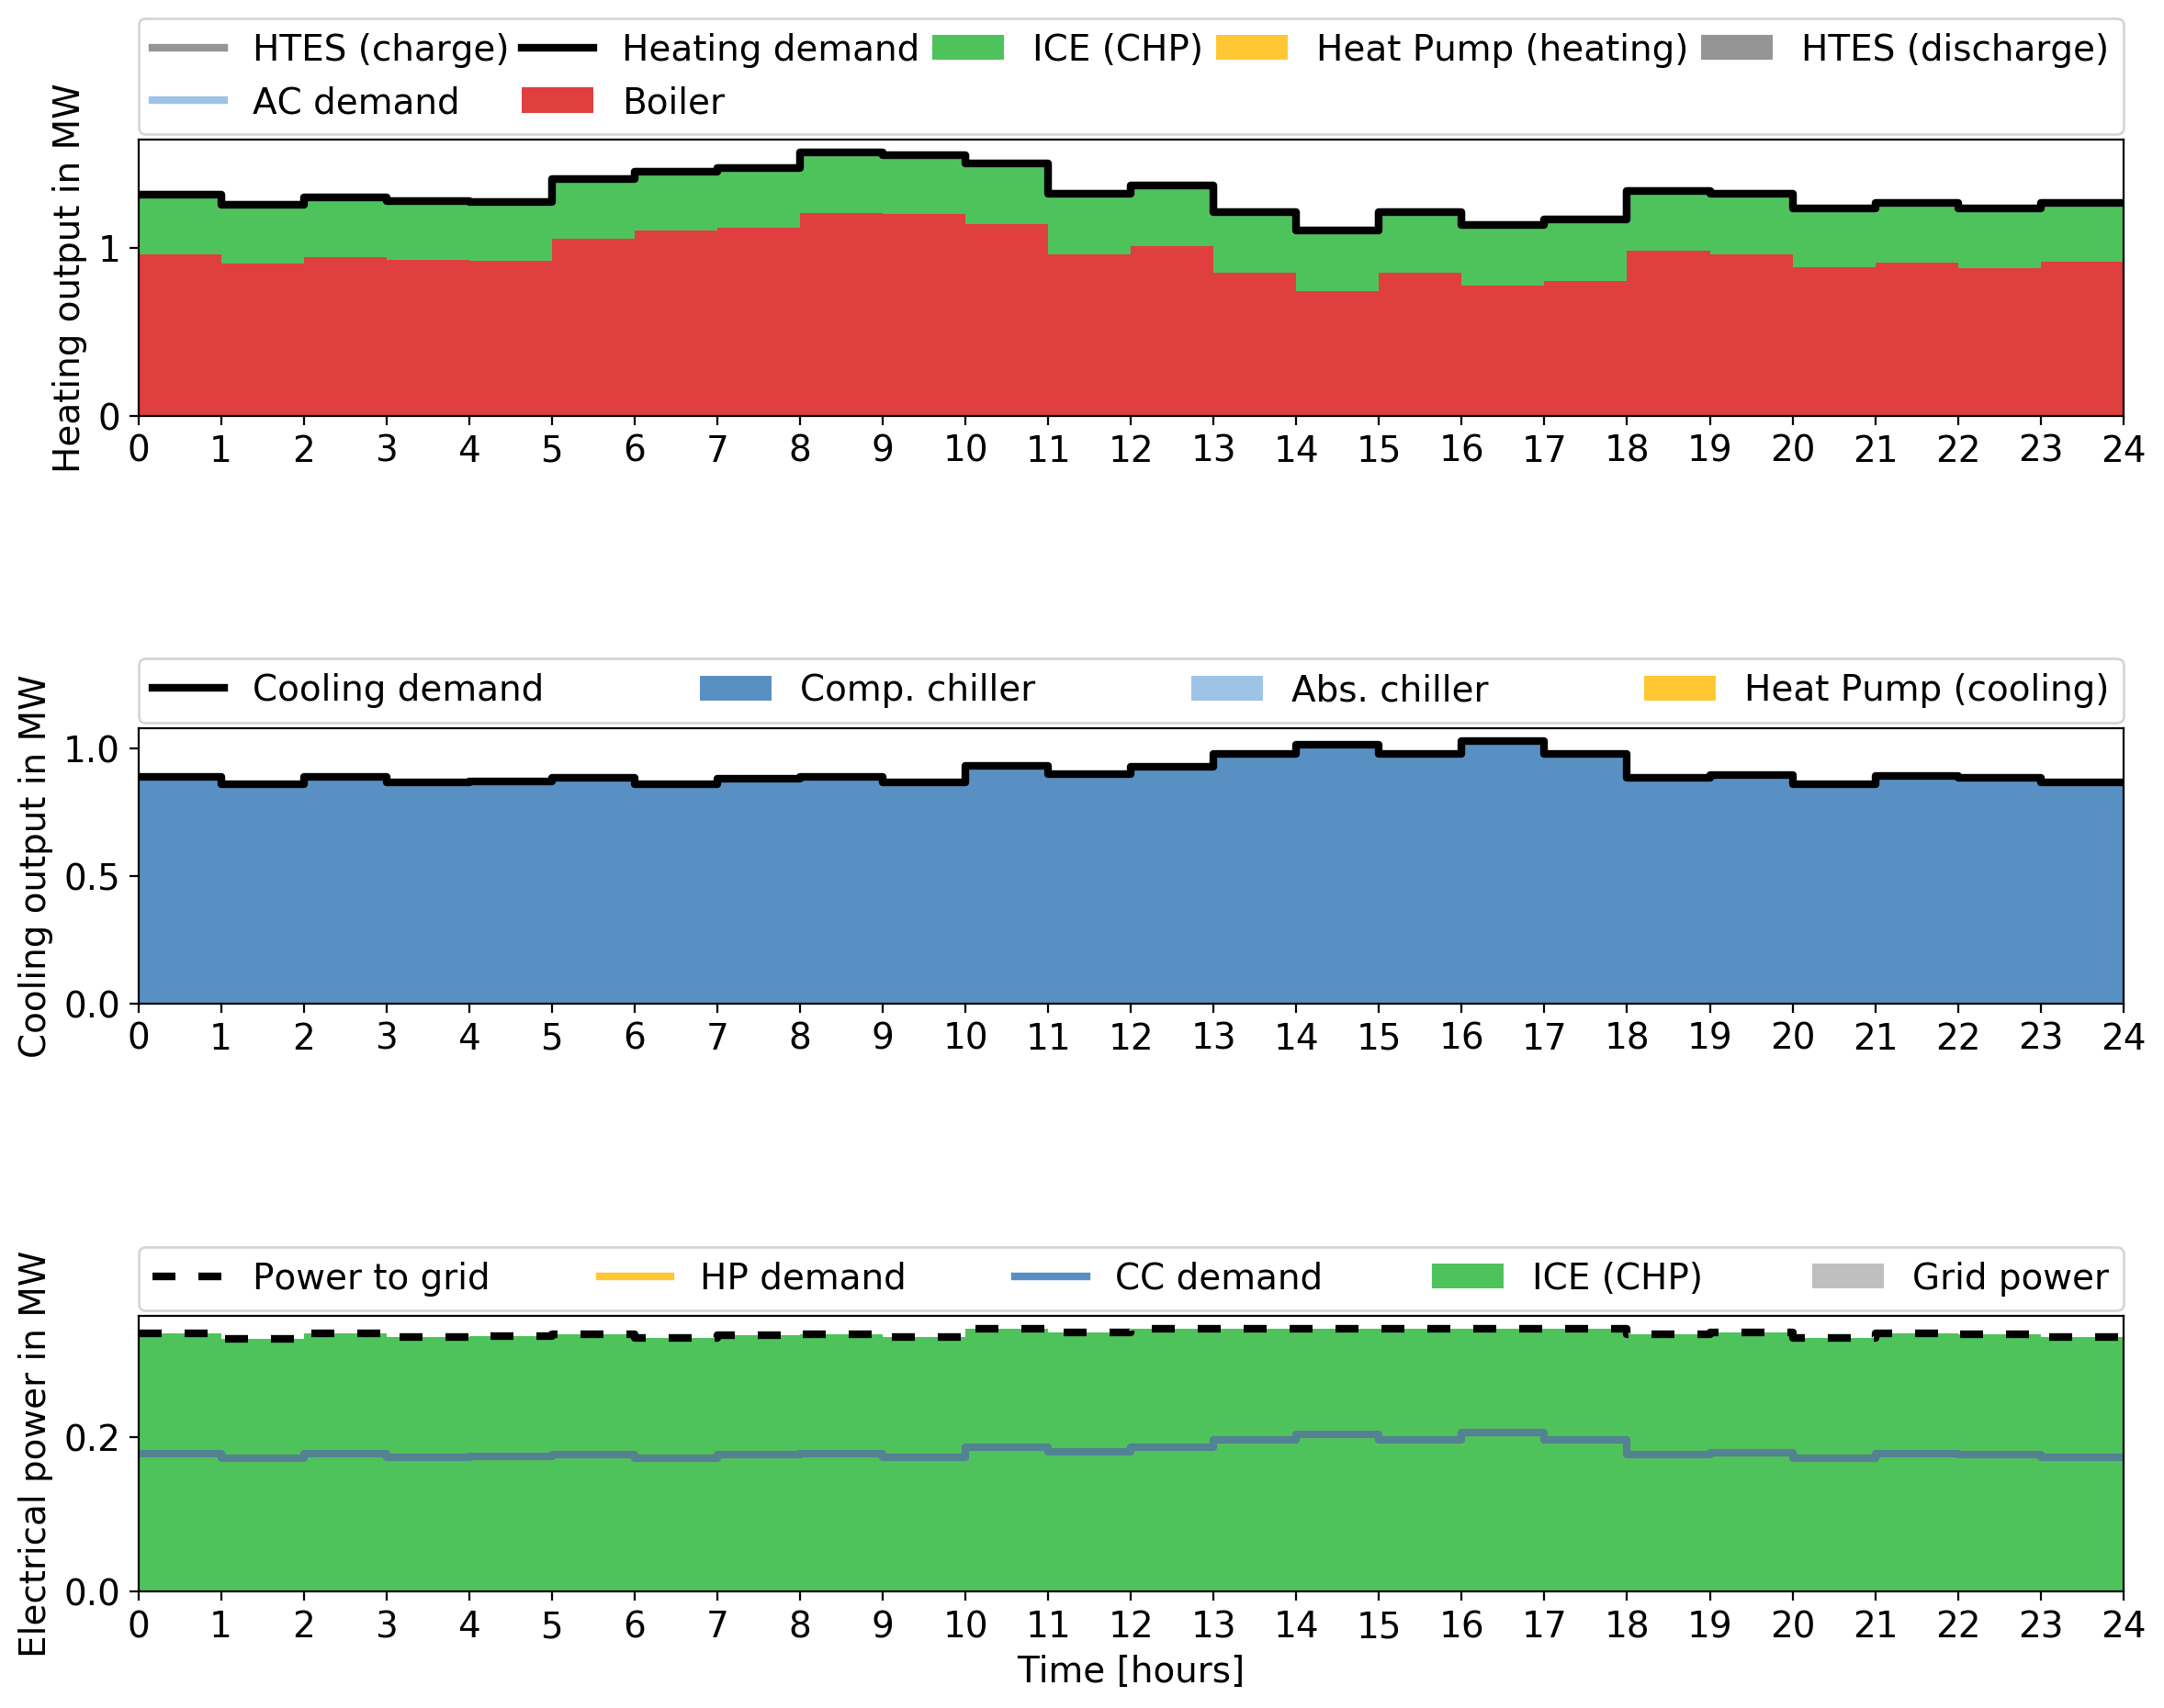 HTES (charge) Heating demand ICE (CHP) Heat Pump (heating) HTES (discharge)
AC demand Boiler
Heating output in MW
1
0
0 1 2 3 4 5 6 7 8 9 10 11 12 13 14 15 16 17 18 19 20 21 22 23 24
Cooling demand Comp. chiller Abs. chiller Heat Pump (cooling)
Cooling output in MW
1.0
0.5
0.0
0 1 2 3 4 5 6 7 8 9 10 11 12 13 14 15 16 17 18 19 20 21 22 23 24
Power to grid HP demand CC demand ICE (CHP) Grid power
Electrical power in MW
0.2
0.0
0 1 2 3 4 5 6 7 8 9 10 11 12 13 14 15 16 17 18 19 20 21 22 23 24
Time [hours]